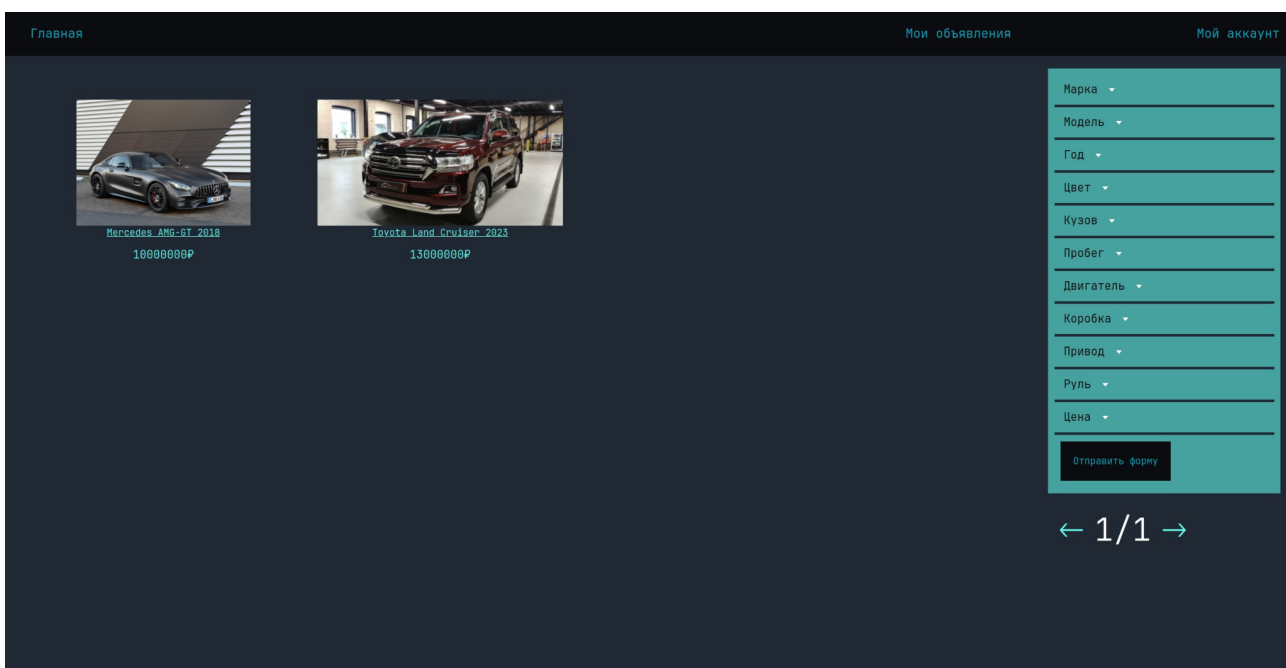 Главная
Мои объявления
Мой аккаунт
Mercedes AMG-GT 2018
10000000₽
Toyota Land Cruiser 2023
13000000₽
Марка
Модель
Год
Цвет
Кузов
Пробег
Двигатель
Коробка
Привод
Руль
Цена
Отправить форму
← 1/1 →